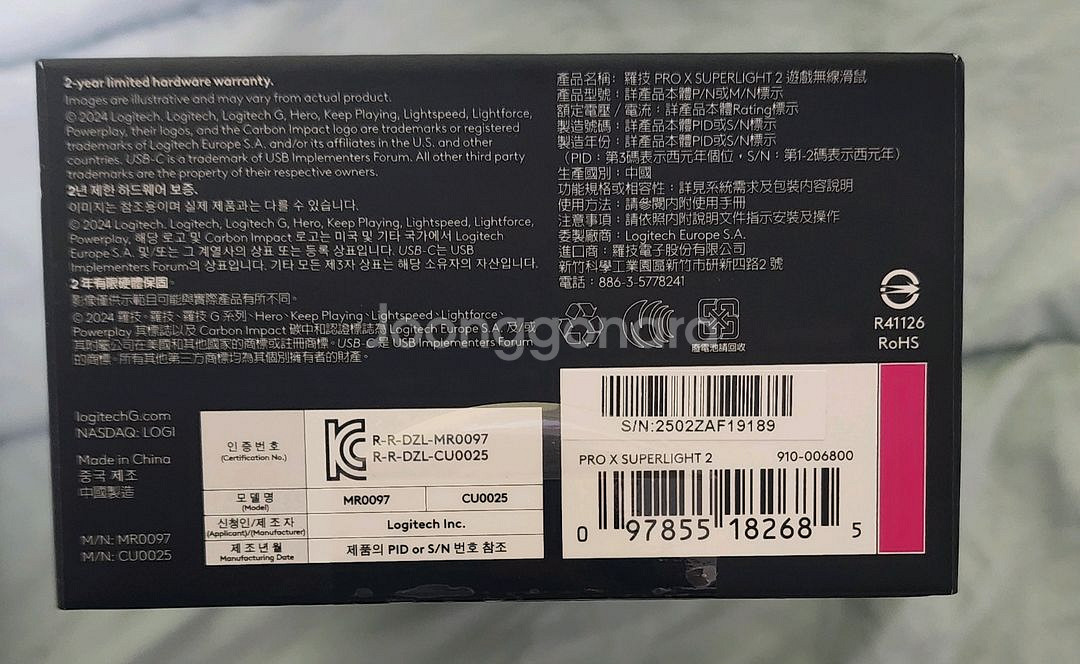 2-year limited hardware warranty.
Images are illustrative and may vary from actual product.
© 2024 Logitech. Logitech, Logitech G, Hero, Keep Playing, Lightspeed, Lightforce,
Powerplay, their logos, and the Carbon Impact logo are trademarks or registered
trademarks of Logitech Europe S.A. and/or its affiliates in the U.S. and other
countries. USB-C is a trademark of USB Implementers Forum. All other third party
trademarks are the property of their respective owners.
2년 제한 하드웨어 보증.
이미지는 참조용이며 실제 제품과는 다를 수 있습니다.
© 2024 Logitech. Logitech, Logitech G, Hero, Keep Playing, Lightspeed, Lightforce,
Powerplay, 해당 로고 및 Carbon Impact 로고는 미국 및 기타 국가에서 Logitech
Europe S.A. 및/또는 그 계열사의 상표 또는 등록 상표입니다. USB-C는 USB
Implementers Forum의 상표입니다. 기타 모든 제3자 상표는 해당 소유자의 자산입니다.
2 年有限硬體保固。
影像僅供示範且可能與實際產品有所不同。
© 2024 羅技、羅技、羅技 G 系列、Hero、Keep Playing、Lightspeed、Lightforce、
Powerplay 其標誌以及 Carbon Impact 碳中和認證標誌為 Logitech Europe S.A. 及/或
其附屬公司在美國和其他國家的商標或註冊商標。USB-C 是 USB Implementers Forum
的商標。所有其他第三方商標均為其個別擁有者的財產。
產品名稱：羅技 PRO X SUPERLIGHT 2 遊戲無線滑鼠
產品型號：詳產品本體P/N或M/N標示
額定電壓 / 電流：詳產品本體Rating標示
製造號碼：詳產品本體PID或S/N標示
製造年份：詳產品本體PID或S/N標示
（PID：第3碼表示西元年個位，S/N：第1-2碼表示西元年）
生產國別：中國
功能規格或相容性：詳見系統需求及包裝內容說明
使用方法：請參閱內附使用手冊
注意事項：請依照內附說明文件指示安裝及操作
委製廠商：Logitech Europe S.A.
進口商：羅技電子股份有限公司
新竹科學工業園區新竹市研新四路2 號
電話：886-3-5778241
廢電池請回收
R41126
RoHS
joonggonara
logitechG.com
NASDAQ: LOGI
Made in China
중국 제조
中國製造
M/N: MR0097
M/N: CU0025
인 증 번 호
(Certification No.)
R-R-DZL-MR0097
R-R-DZL-CU0025
모 델 명
(Model)
MR0097
CU0025
신청인/제 조 자
(Applicant)/(Manufacturer)
Logitech Inc.
제 조 년 월
Manufacturing Date
제품의 PID or S/N 번호 참조
S/N:2502ZAF19189
PRO X SUPERLIGHT 2
910-006800
0 97855 18268 5